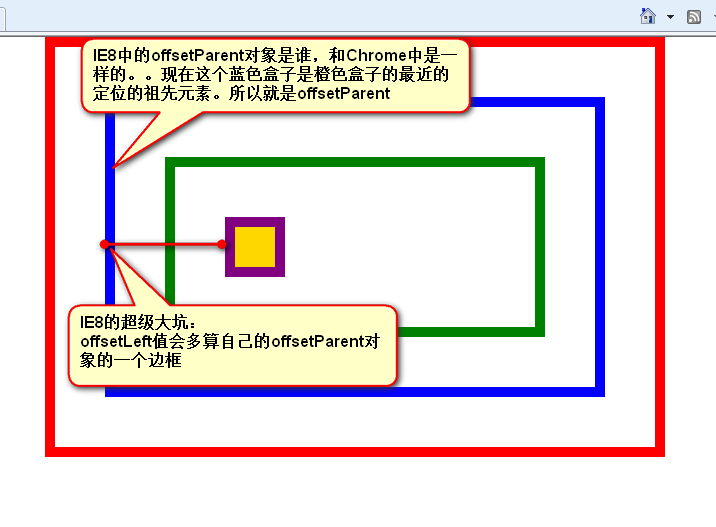 IE8中的offsetParent对象是谁，和Chrome中是一
样的。。现在这个蓝色盒子是橙色盒子的最近的
定位的祖先元素。所以就是offsetParent
IE8的超级大坑：
offsetLeft值会多算自己的offsetParent对
象的一个边框